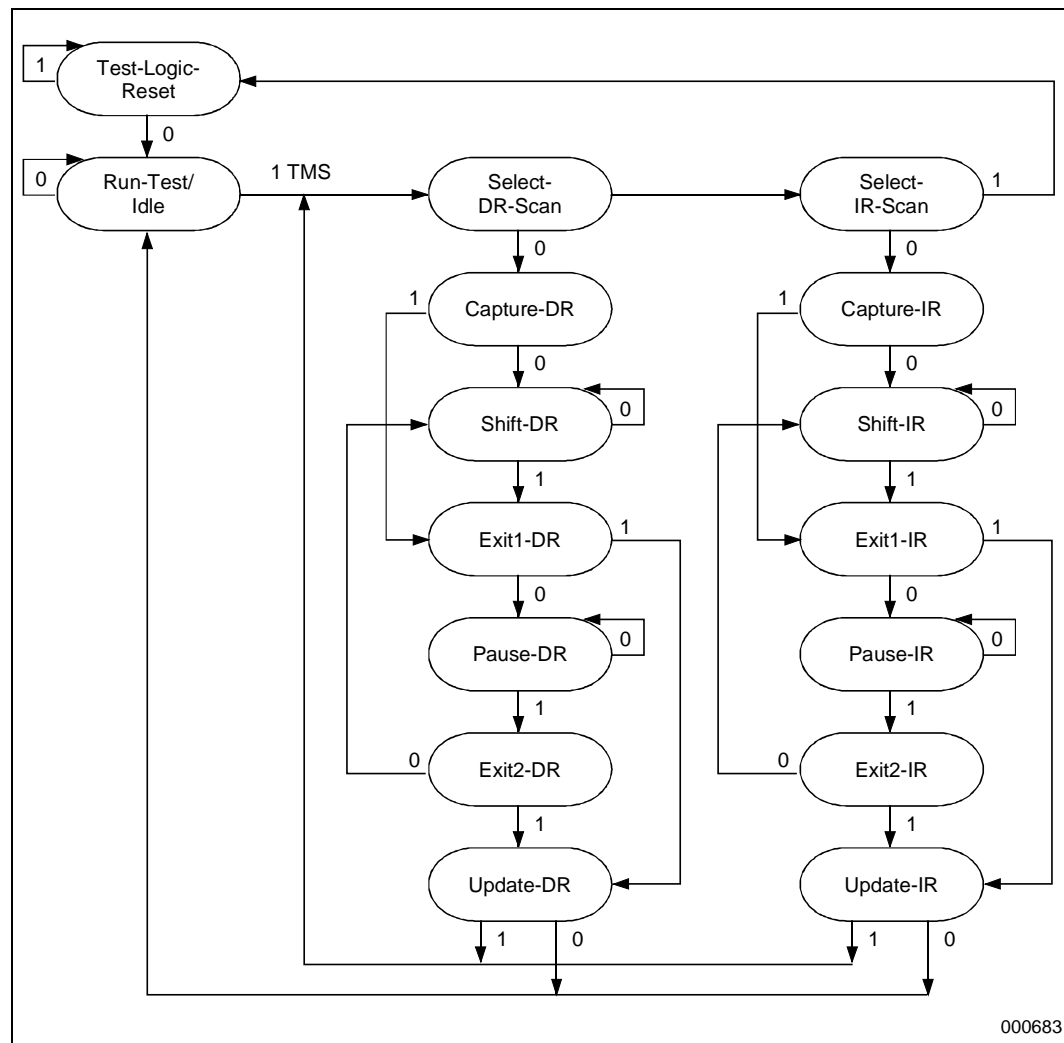 1
Test-Logic-
Reset
0
0
Run-Test/
Idle
1 TMS
Select-
DR-Scan
Select-
IR-Scan
1
0
0
1
Capture-DR
1
Capture-IR
0
0
Shift-DR
0
Shift-IR
0
1
1
Exit1-DR
1
Exit1-IR
1
0
0
Pause-DR
0
Pause-IR
0
1
1
0
Exit2-DR
0
Exit2-IR
1
1
Update-DR
Update-IR
1
0
1
0
000683